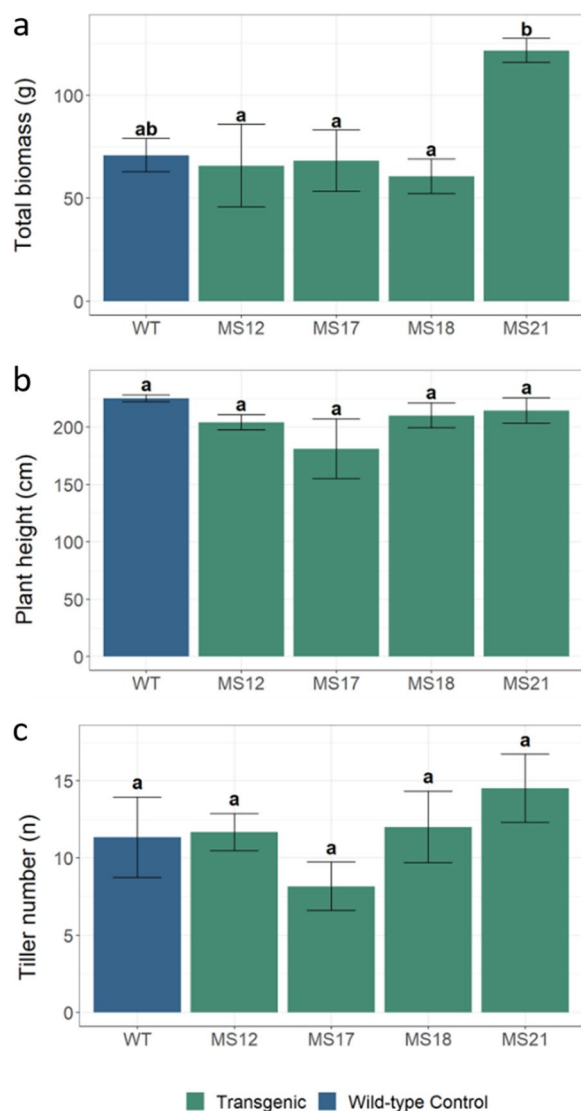 a
Total biomass (g)
100
50
0
ab
a
a
a
b
WT MS12 MS17 MS18 MS21
b
Plant height (cm)
200
150
100
50
0
a
a
a
a
a
WT MS12 MS17 MS18 MS21
c
Tiller number (n)
15
10
5
0
a
a
a
a
a
WT MS12 MS17 MS18 MS21
Transgenic Wild-type Control